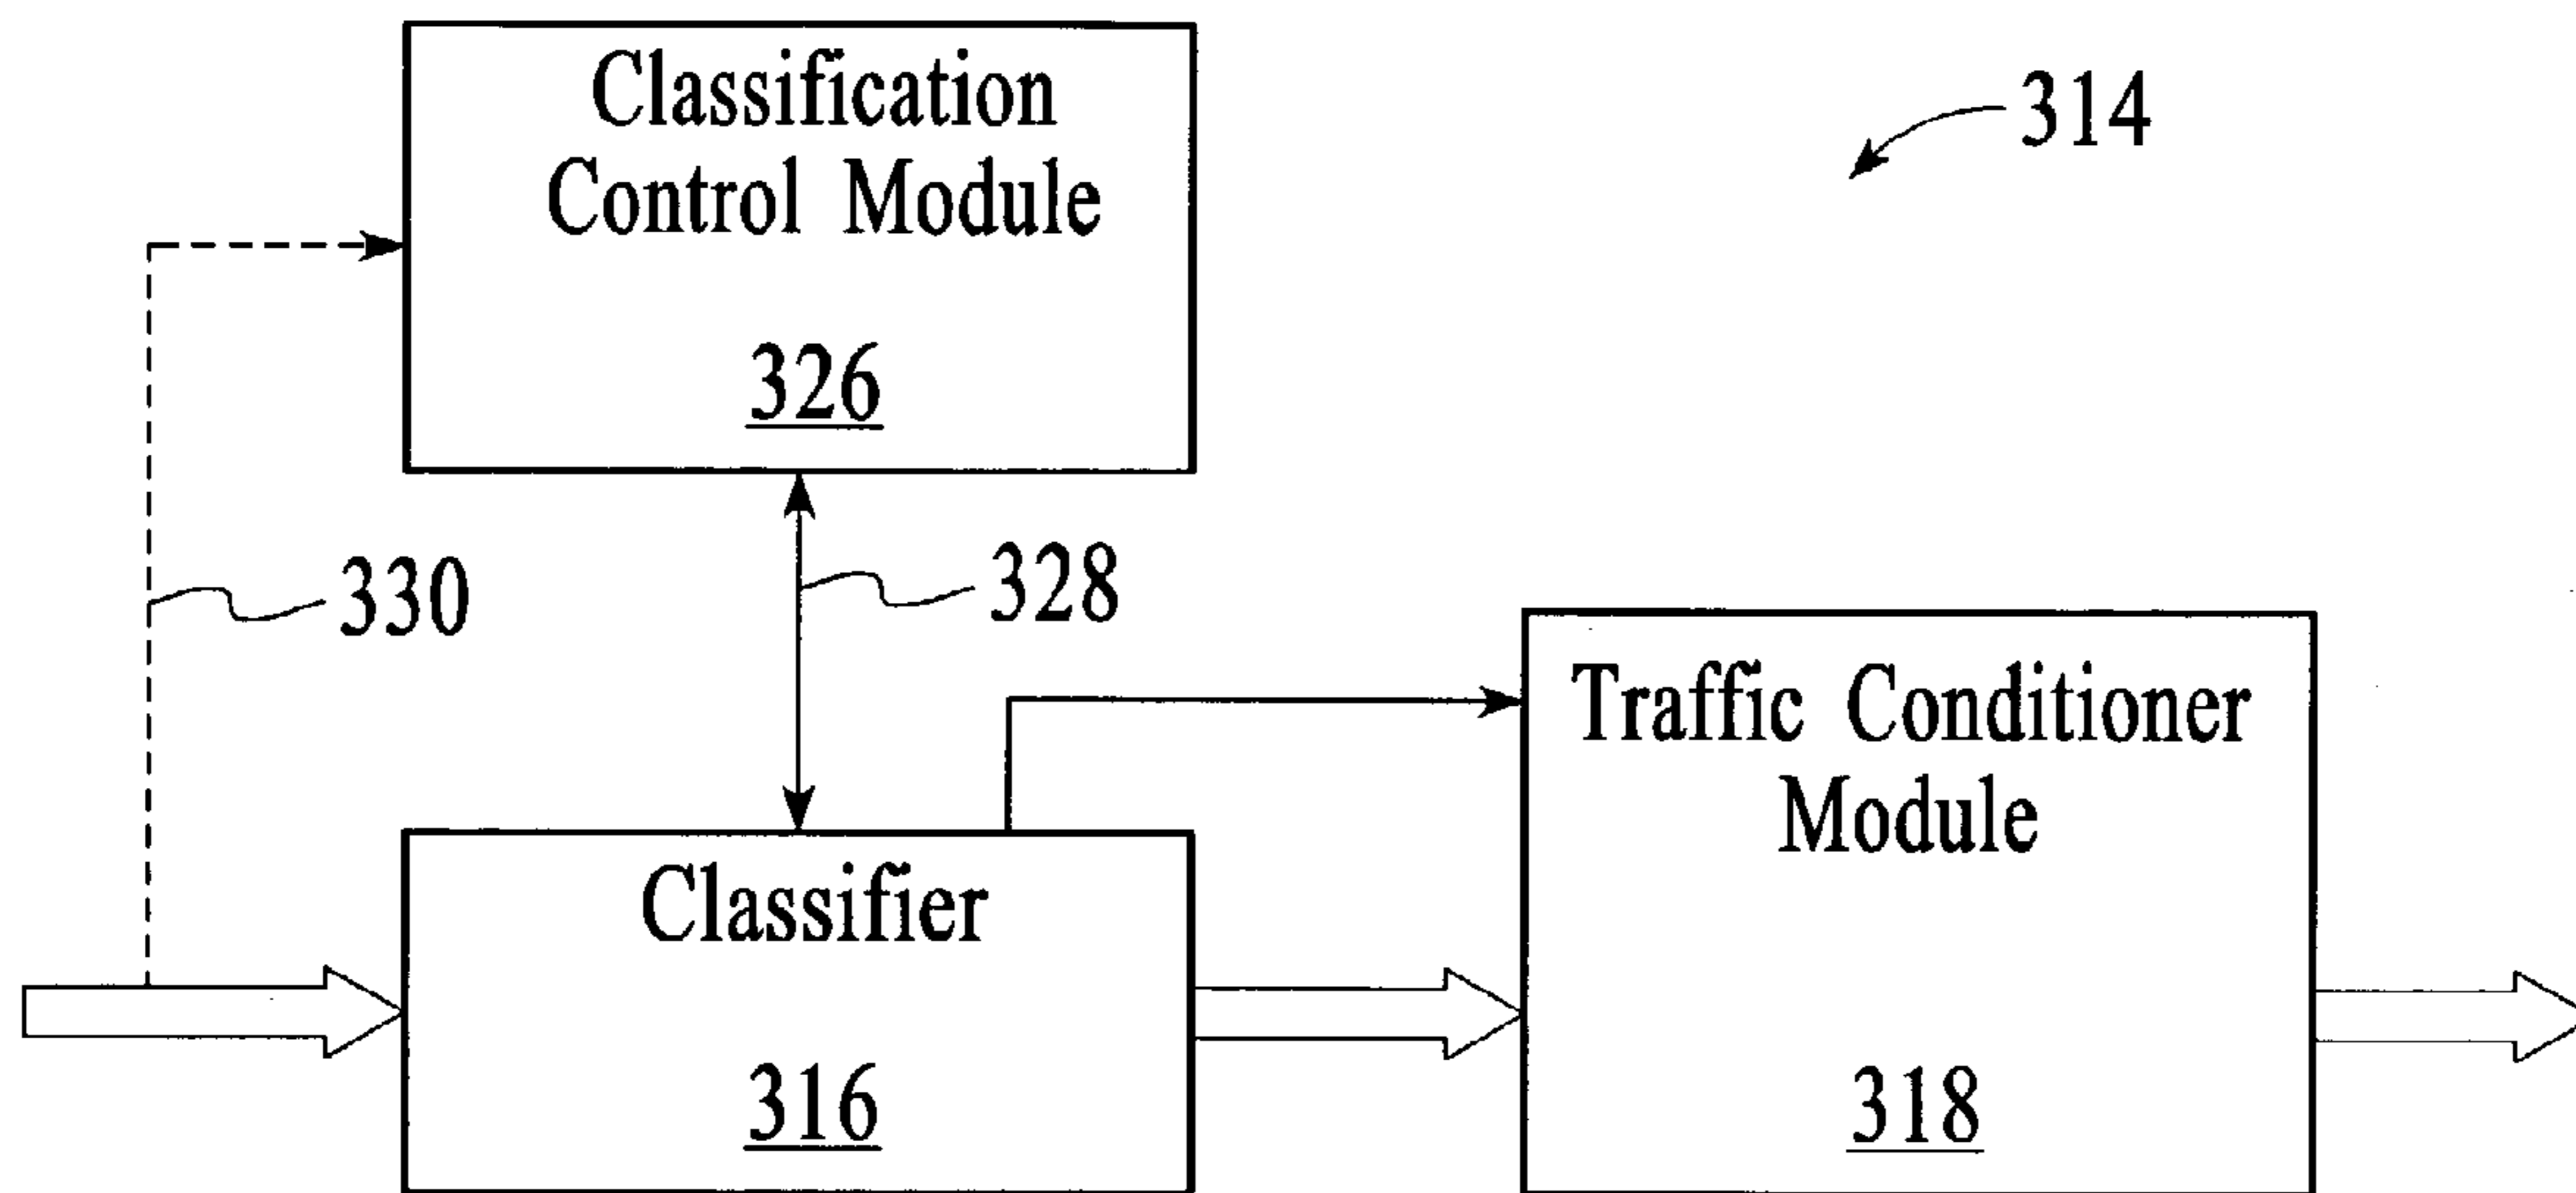 Classification
Control Module
326
314
330
328
Traffic Conditioner
Module
318
Classifier
316